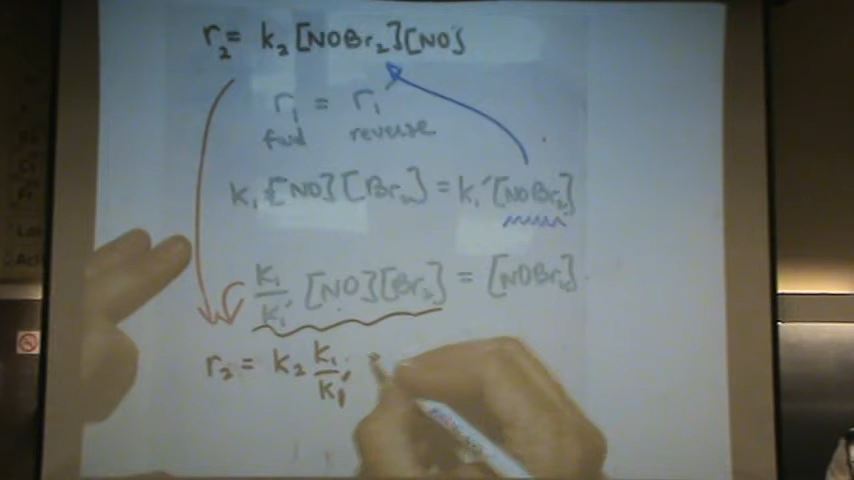 r₂ = k₂ [NOBr₂][NO]
r₁ = r₁'
fwd reverse
k₁ [NO][Br₂] = k₁' [NOBr₂]
k₁/k₁' [NO][Br₂] = [NOBr₂]
r₂ = k₂ k₁/k₁'